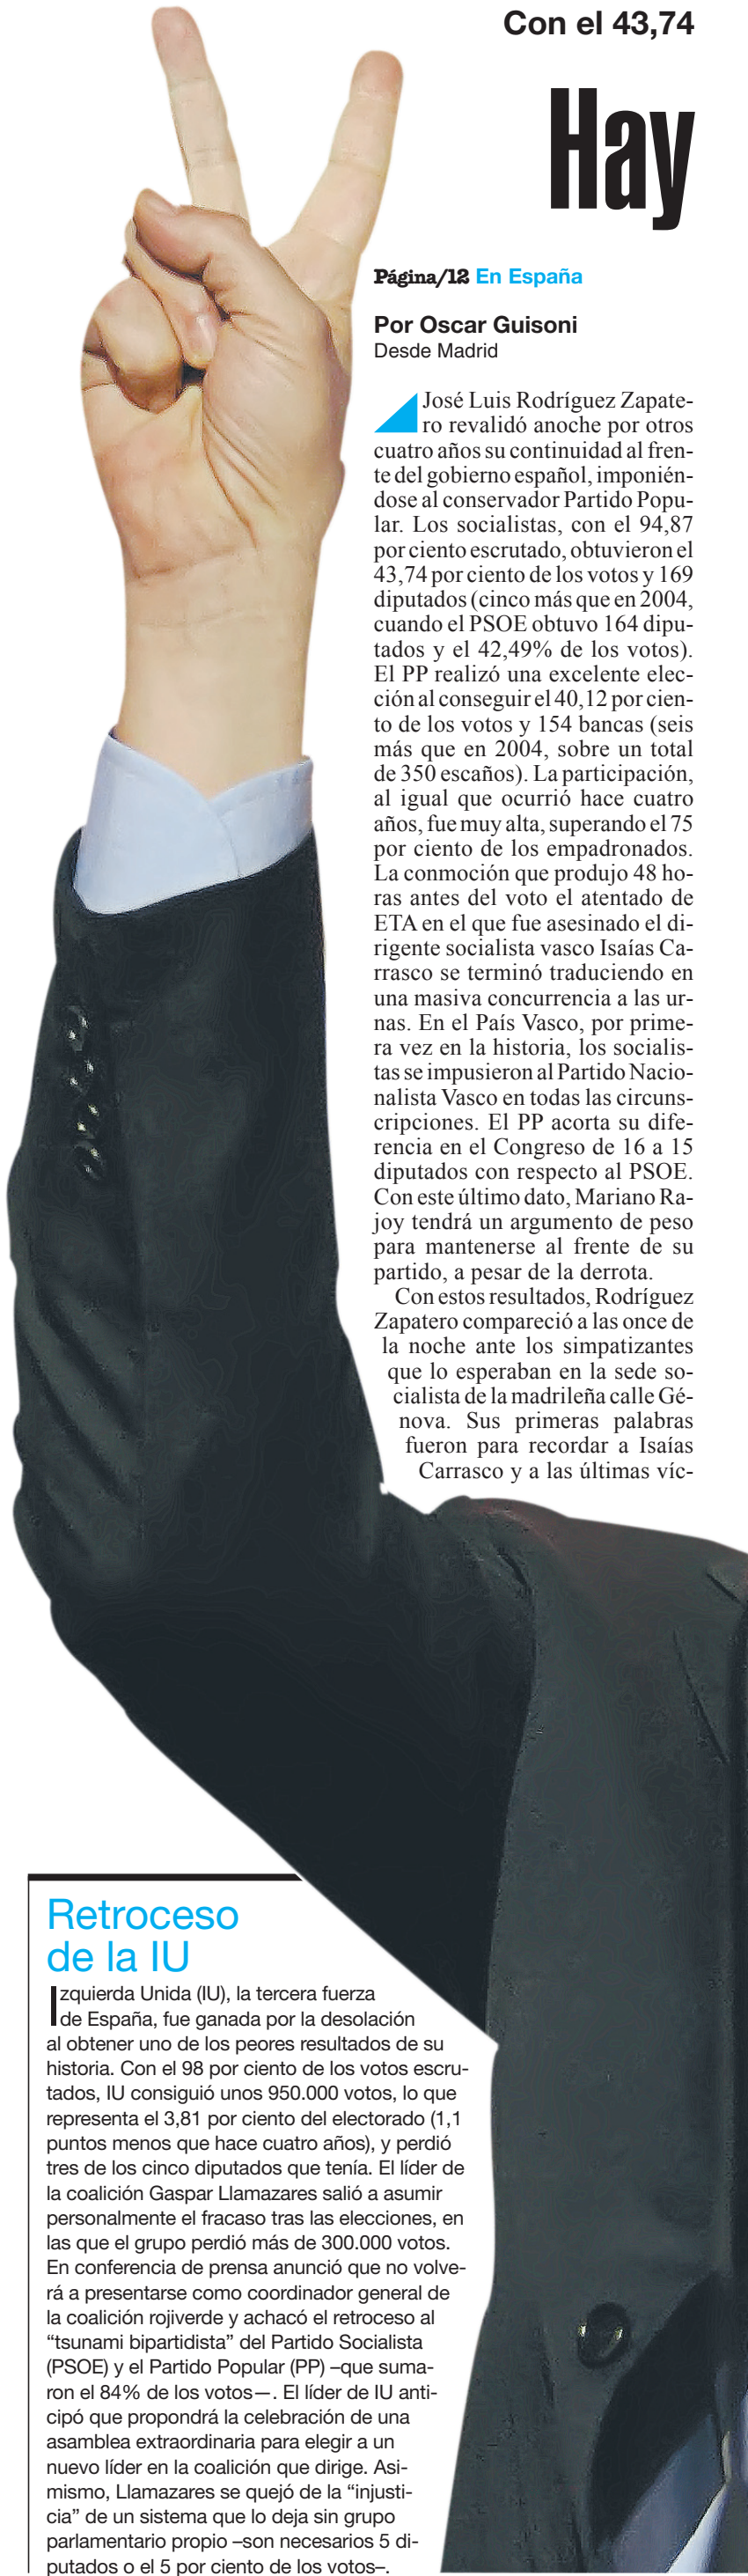 Con el 43,74
Hay
Página/12 En España
Por Oscar Guisoni
Desde Madrid
José Luis Rodríguez Zapate-
ro revalidó anoche por otros
cuatro años su continuidad al fren-
te del gobierno español, imponién-
dose al conservador Partido Popu-
lar. Los socialistas, con el 94,87
por ciento escrutado, obtuvieron el
43,74 por ciento de los votos y 169
diputados (cinco más que en 2004,
cuando el PSOE obtuvo 164 dipu-
tados y el 42,49% de los votos).
El PP realizó una excelente elec-
ción al conseguir el 40,12 por cien-
to de los votos y 154 bancas (seis
más que en 2004, sobre un total
de 350 escaños). La participación,
al igual que ocurrió hace cuatro
años, fue muy alta, superando el 75
por ciento de los empadronados.
La conmoción que produjo 48 ho-
ras antes del voto el atentado de
ETA en el que fue asesinado el di-
rigente socialista vasco Isaías Ca-
rrasco se terminó traduciendo en
una masiva concurrencia a las ur-
nas. En el País Vasco, por prime-
ra vez en la historia, los socialis-
tas se impusieron al Partido Nacio-
nalista Vasco en todas las circuns-
cripciones. El PP acorta su dife-
rencia en el Congreso de 16 a 15
diputados con respecto al PSOE.
Con este último dato, Mariano Ra-
joy tendrá un argumento de peso
para mantenerse al frente de su
partido, a pesar de la derrota.
Con estos resultados, Rodríguez
Zapatero compareció a las once de
la noche ante los simpatizantes
que lo esperaban en la sede so-
cialista de la madrileña calle Gé-
nova. Sus primeras palabras
fueron para recordar a Isaías
Carrasco y a las últimas víc-
Retroceso
de la IU
Izquierda Unida (IU), la tercera fuerza
de España, fue ganada por la desolación
al obtener uno de los peores resultados de su
historia. Con el 98 por ciento de los votos escru-
tados, IU consiguió unos 950.000 votos, lo que
representa el 3,81 por ciento del electorado (1,1
puntos menos que hace cuatro años), y perdió
tres de los cinco diputados que tenía. El líder de
la coalición Gaspar Llamazares salió a asumir
personalmente el fracaso tras las elecciones, en
las que el grupo perdió más de 300.000 votos.
En conferencia de prensa anunció que no volve-
rá a presentarse como coordinador general de
la coalición rojiverde y achacó el retroceso al
“tsunami bipartidista” del Partido Socialista
(PSOE) y el Partido Popular (PP) –que suma-
ron el 84% de los votos—. El líder de IU anti-
cipó que propondrá la celebración de una
asamblea extraordinaria para elegir a un
nuevo líder en la coalición que dirige. Asi-
mismo, Llamazares se quejó de la “injusti-
cia” de un sistema que lo deja sin grupo
parlamentario propio –son necesarios 5 di-
putados o el 5 por ciento de los votos–.